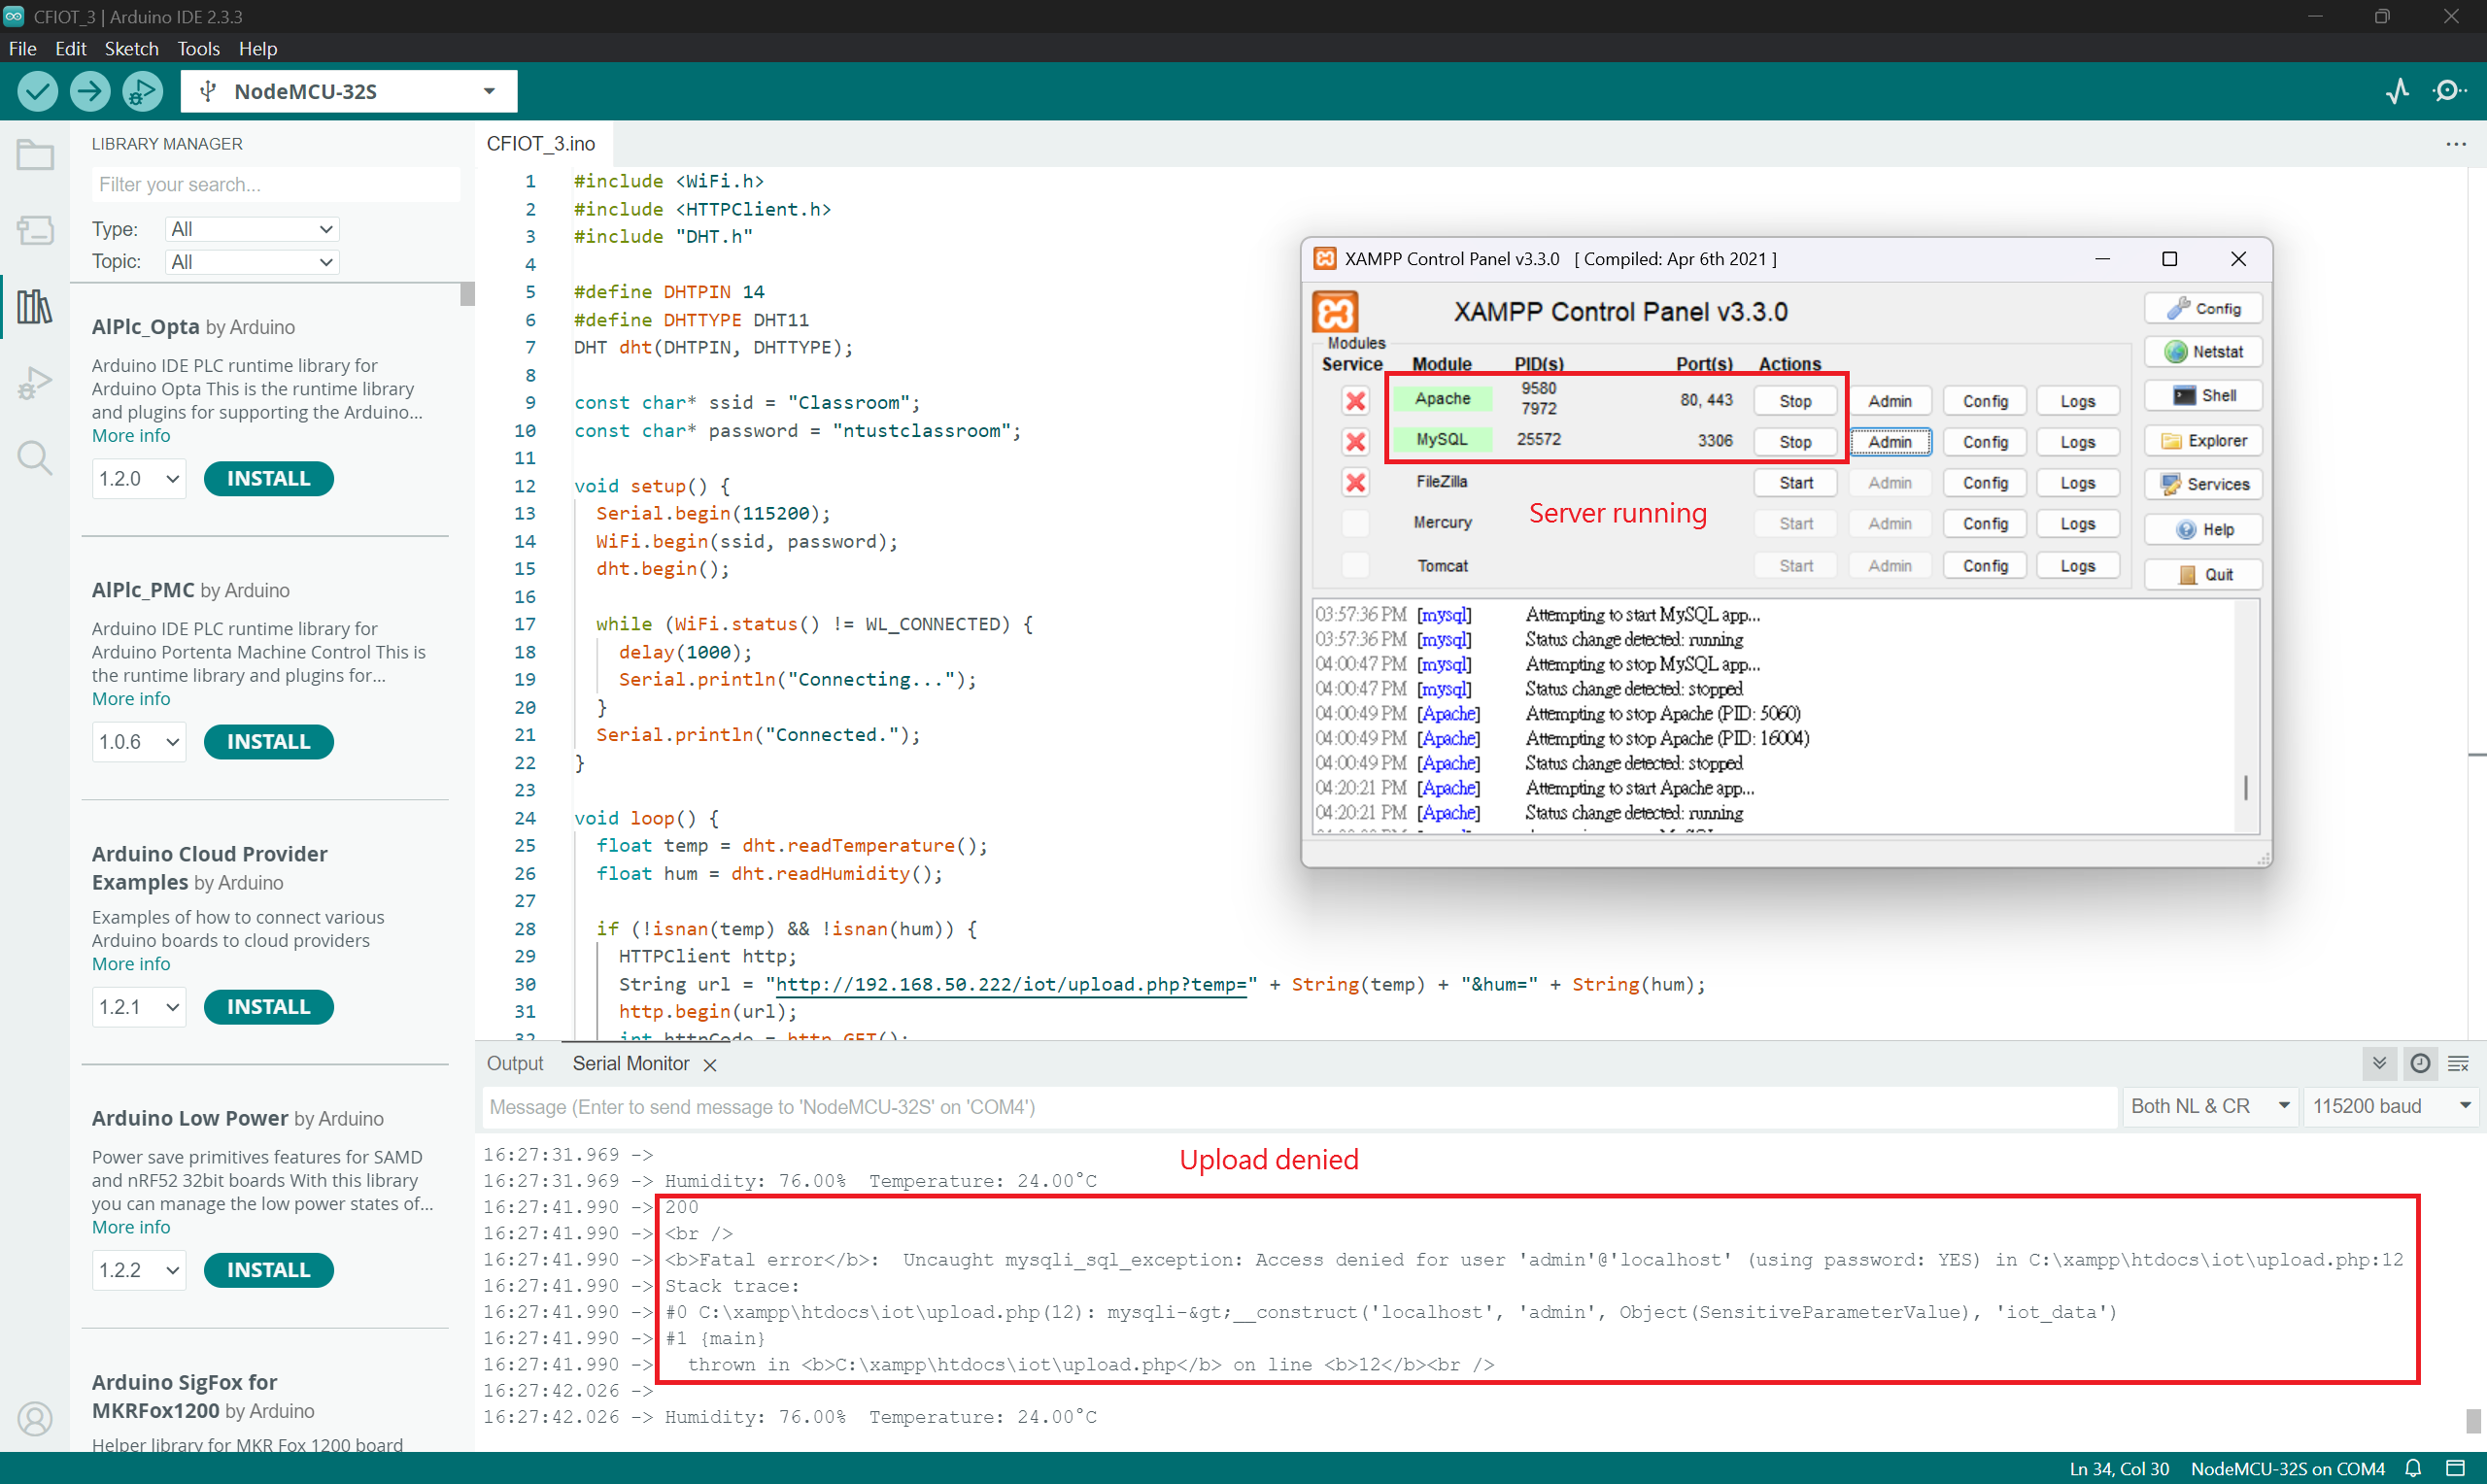 CFIOT_3 | Arduino IDE 2.3.3
File Edit Sketch Tools Help
NodeMCU-32S
LIBRARY MANAGER
Filter your search...
Type: All
Topic: All
AlPlc_Opta by Arduino
Arduino IDE PLC runtime library for
Arduino Opta This is the runtime library
and plugins for supporting the Arduino...
More info
1.2.0 INSTALL
AlPlc_PMC by Arduino
Arduino IDE PLC runtime library for
Arduino Portenta Machine Control This is
the runtime library and plugins for...
More info
1.0.6 INSTALL
Arduino Cloud Provider
Examples by Arduino
Examples of how to connect various
Arduino boards to cloud providers
More info
1.2.1 INSTALL
Arduino Low Power by Arduino
Power save primitives features for SAMD
and nRF52 32bit boards With this library
you can manage the low power states of...
More info
1.2.2 INSTALL
Arduino SigFox for
MKRFox1200 by Arduino
Helper library for MKR Fox 1200 board
CFIOT_3.ino
1 #include <WiFi.h>
2 #include <HTTPClient.h>
3 #include "DHT.h"
4
5 #define DHTPIN 14
6 #define DHTTYPE DHT11
7 DHT dht(DHTPIN, DHTTYPE);
8
9 const char* ssid = "Classroom";
10 const char* password = "ntustclassroom";
11
12 void setup() {
13 Serial.begin(115200);
14 WiFi.begin(ssid, password);
15 dht.begin();
16
17 while (WiFi.status() != WL_CONNECTED) {
18 delay(1000);
19 Serial.println("Connecting...");
20 }
21 Serial.println("Connected.");
22 }
23
24 void loop() {
25 float temp = dht.readTemperature();
26 float hum = dht.readHumidity();
27
28 if (!isnan(temp) && !isnan(hum)) {
29 HTTPClient http;
30 String url = "http://192.168.50.222/iot/upload.php?temp=" + String(temp) + "&hum=" + String(hum);
31 http.begin(url);
32 int httpCode = http.GET();
XAMPP Control Panel v3.3.0 [ Compiled: Apr 6th 2021 ]
XAMPP Control Panel v3.3.0
Modules
Service Module PID(s) Port(s) Actions
Apache 9580 7972 80, 443 Stop Admin Config Logs
MySQL 25572 3306 Stop Admin Config Logs
FileZilla Start Admin Config Logs
Mercury Start Admin Config Logs
Tomcat Start Admin Config Logs
Server running
Config
Netstat
Shell
Explorer
Services
Help
Quit
03:57:36 PM [mysql] Attempting to start MySQL app...
03:57:36 PM [mysql] Status change detected: running
04:00:47 PM [mysql] Attempting to stop MySQL app...
04:00:47 PM [mysql] Status change detected: stopped
04:00:49 PM [Apache] Attempting to stop Apache (PID: 5060)
04:00:49 PM [Apache] Attempting to stop Apache (PID: 16004)
04:00:49 PM [Apache] Status change detected: stopped
04:20:21 PM [Apache] Attempting to start Apache app...
04:20:21 PM [Apache] Status change detected: running
Output Serial Monitor
Message (Enter to send message to 'NodeMCU-32S' on 'COM4')
Both NL & CR 115200 baud
Upload denied
16:27:31.969 ->
16:27:31.969 -> Humidity: 76.00% Temperature: 24.00°C
16:27:41.990 -> 200
16:27:41.990 -> <br />
16:27:41.990 -> <b>Fatal error</b>: Uncaught mysqli_sql_exception: Access denied for user 'admin'@'localhost' (using password: YES) in C:\xampp\htdocs\iot\upload.php:12
16:27:41.990 -> Stack trace:
16:27:41.990 -> #0 C:\xampp\htdocs\iot\upload.php(12): mysqli-&gt;__construct('localhost', 'admin', Object(SensitiveParameterValue), 'iot_data')
16:27:41.990 -> #1 {main}
16:27:41.990 -> thrown in <b>C:\xampp\htdocs\iot\upload.php</b> on line <b>12</b><br />
16:27:42.026 ->
16:27:42.026 -> Humidity: 76.00% Temperature: 24.00°C
Ln 34, Col 30 NodeMCU-32S on COM4